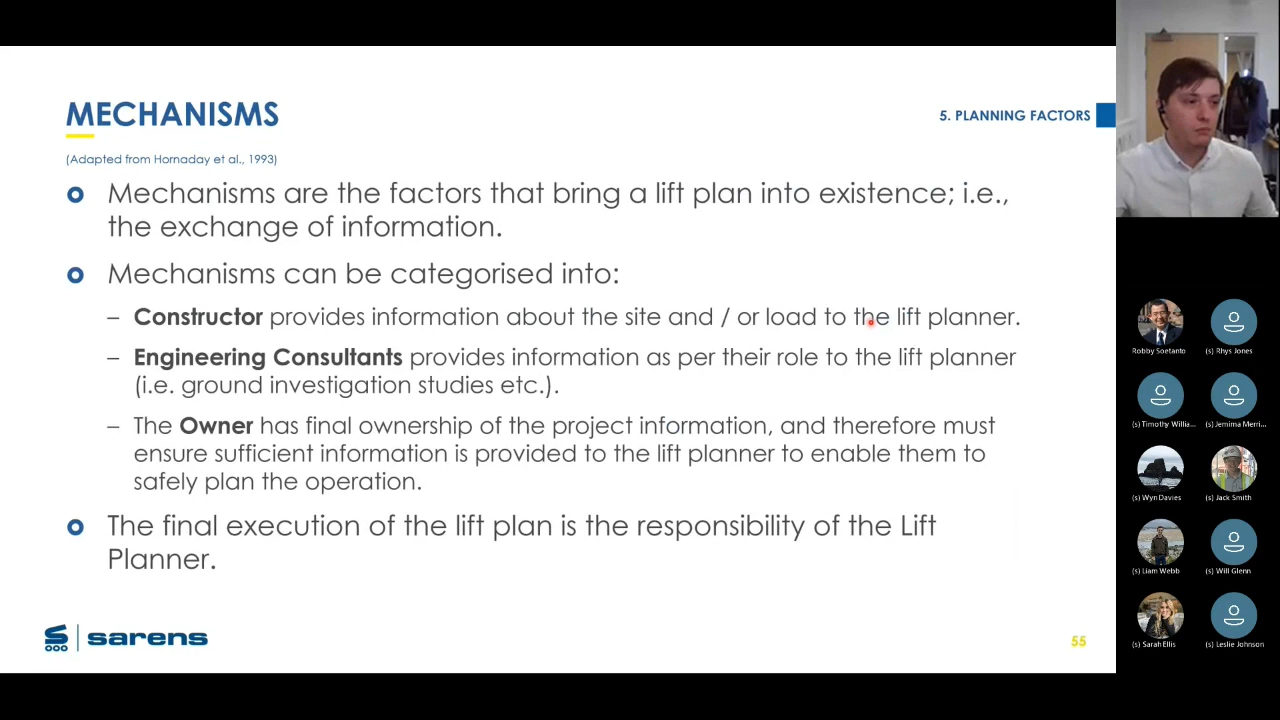 MECHANISMS
5. PLANNING FACTORS
(Adapted from Hornaday et al., 1993)
Mechanisms are the factors that bring a lift plan into existence; i.e.,
the exchange of information.
Mechanisms can be categorised into:
– Constructor provides information about the site and / or load to the lift planner.
– Engineering Consultants provides information as per their role to the lift planner
(i.e. ground investigation studies etc.).
– The Owner has final ownership of the project information, and therefore must
ensure sufficient information is provided to the lift planner to enable them to
safely plan the operation.
The final execution of the lift plan is the responsibility of the Lift
Planner.
sarens
55
Robby Soetanto
(s) Rhys Jones
(s) Timothy Willia...
(s) Jemima Merri...
(s) Wyn Davies
(s) Jack Smith
(s) Liam Webb
(s) Will Glenn
(s) Sarah Ellis
(s) Leslie Johnson